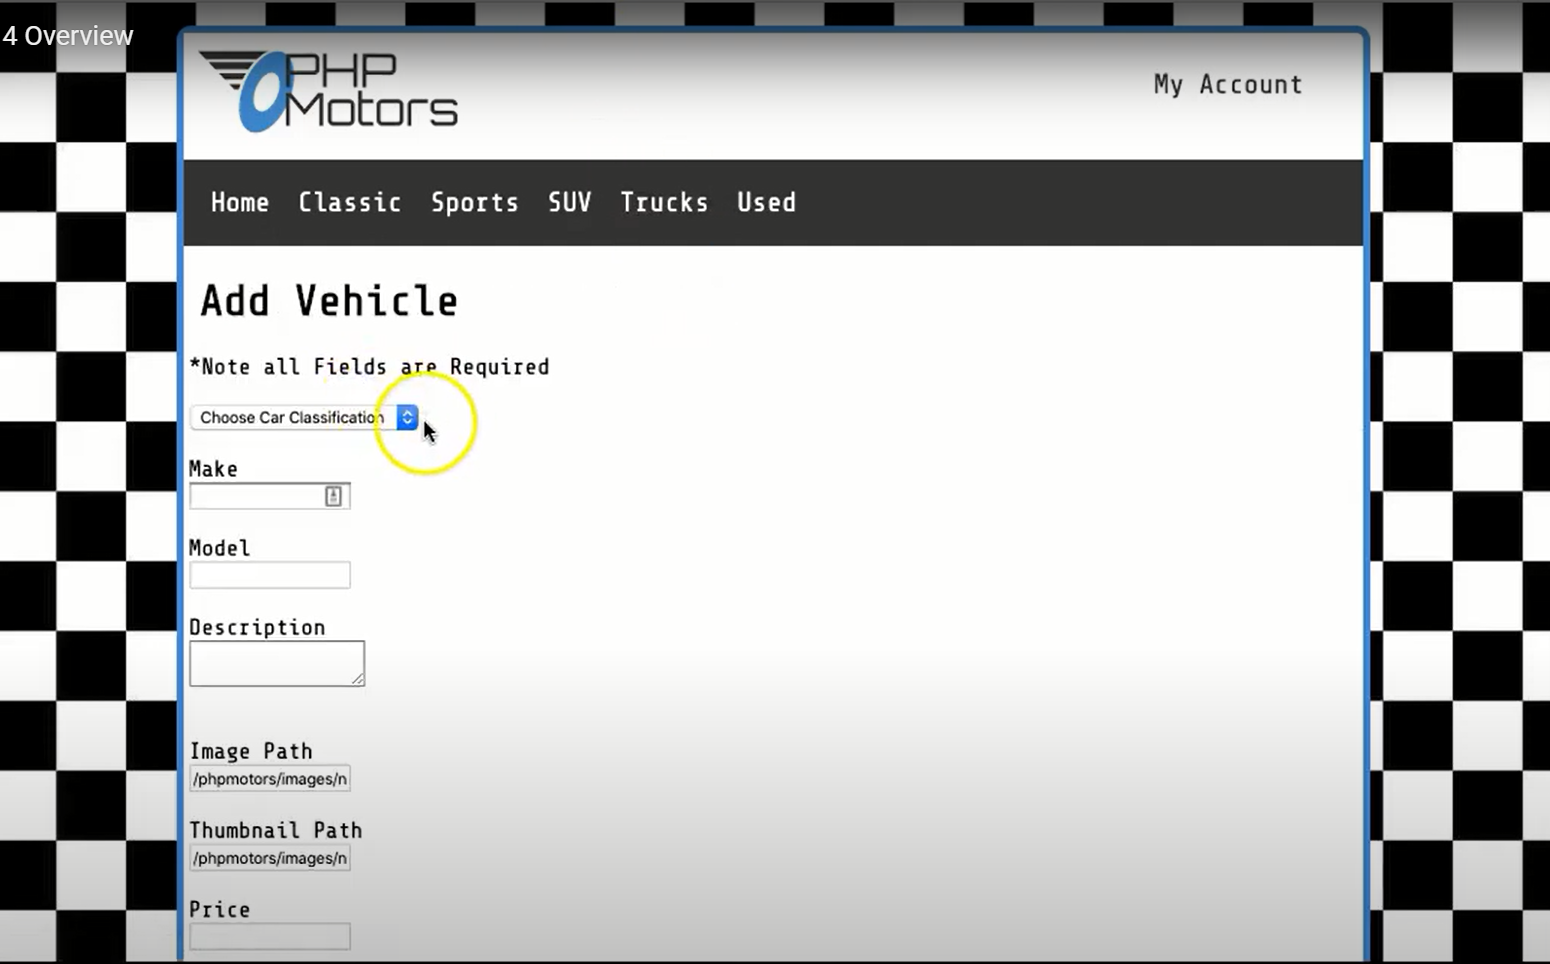 4 Overview
PHP
Motors
My Account
Home Classic Sports SUV Trucks Used
Add Vehicle
*Note all Fields are Required
Choose Car Classification
Make
Model
Description
Image Path
/phpmotors/images/n
Thumbnail Path
/phpmotors/images/n
Price